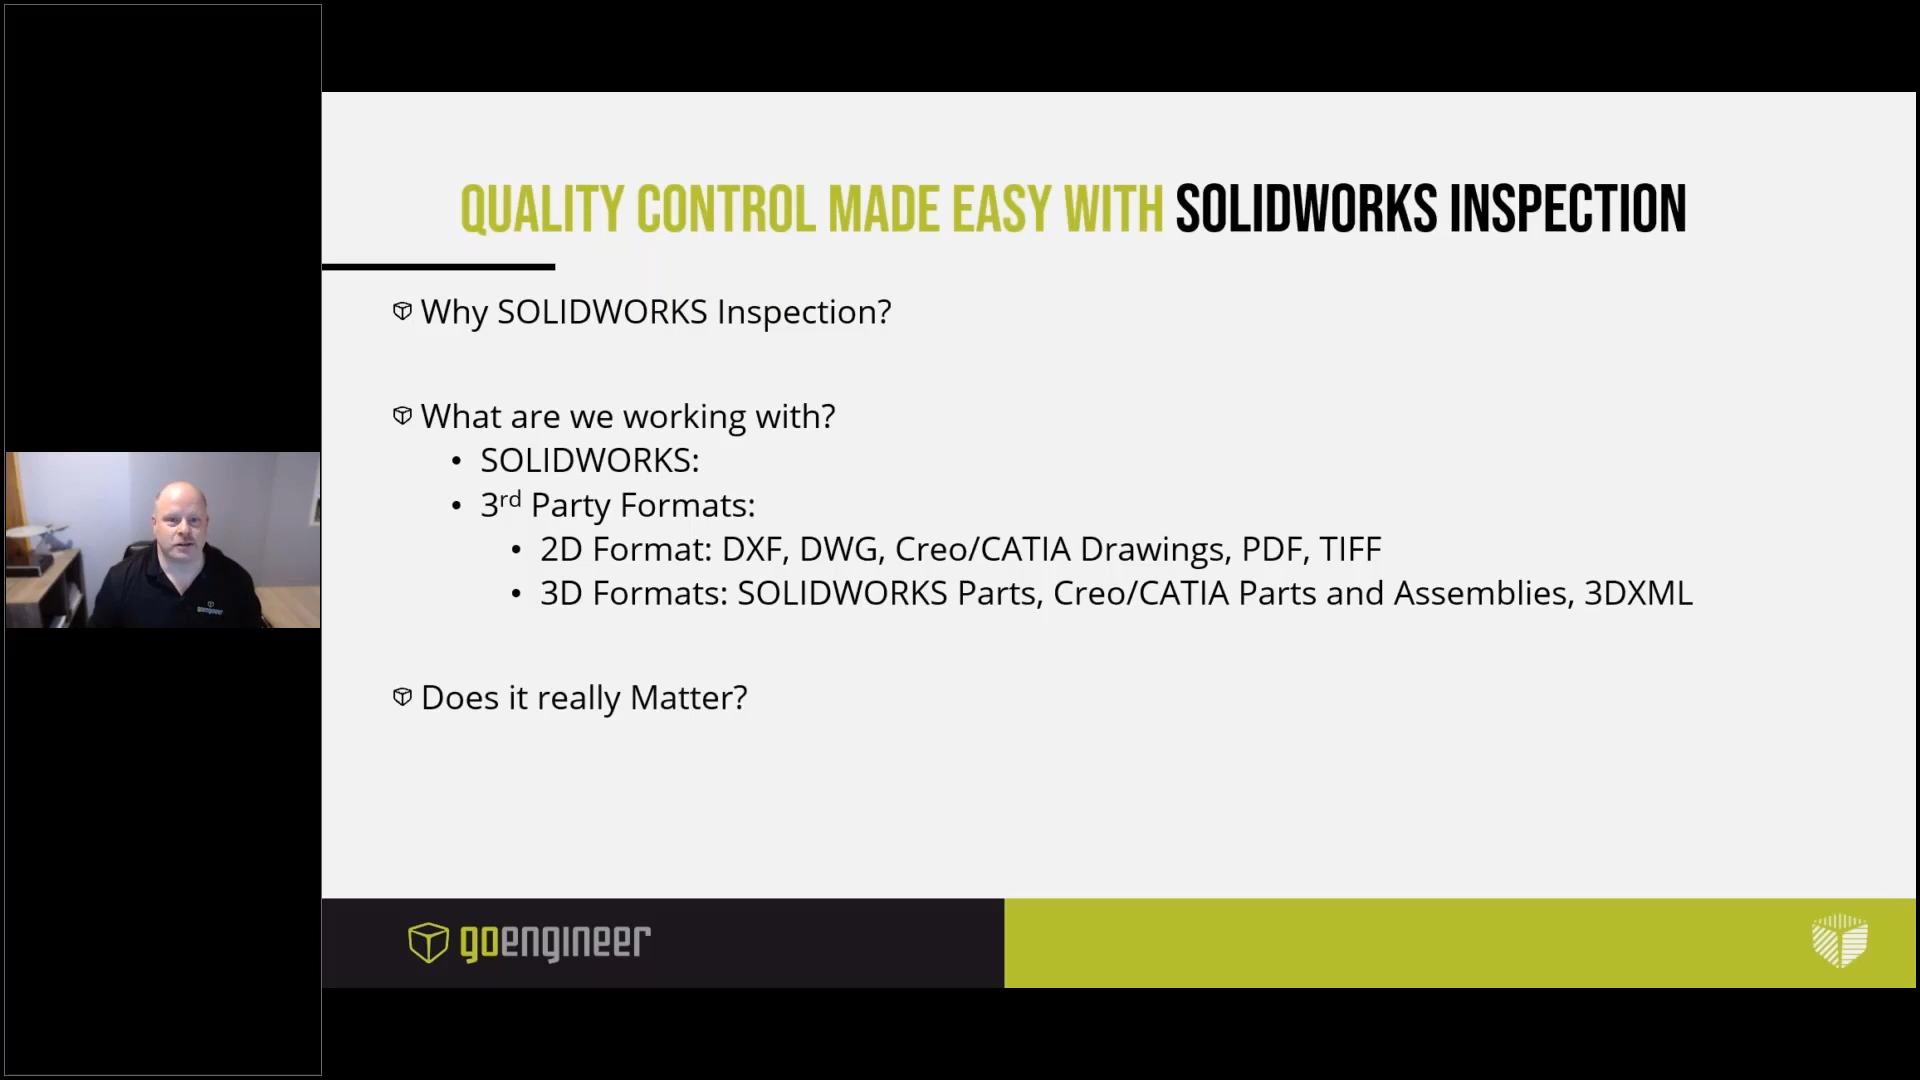 QUALITY CONTROL MADE EASY WITH SOLIDWORKS INSPECTION
Why SOLIDWORKS Inspection?
What are we working with?
• SOLIDWORKS:
• 3rd Party Formats:
• 2D Format: DXF, DWG, Creo/CATIA Drawings, PDF, TIFF
• 3D Formats: SOLIDWORKS Parts, Creo/CATIA Parts and Assemblies, 3DXML
goengineer
Does it really Matter?
goengineer